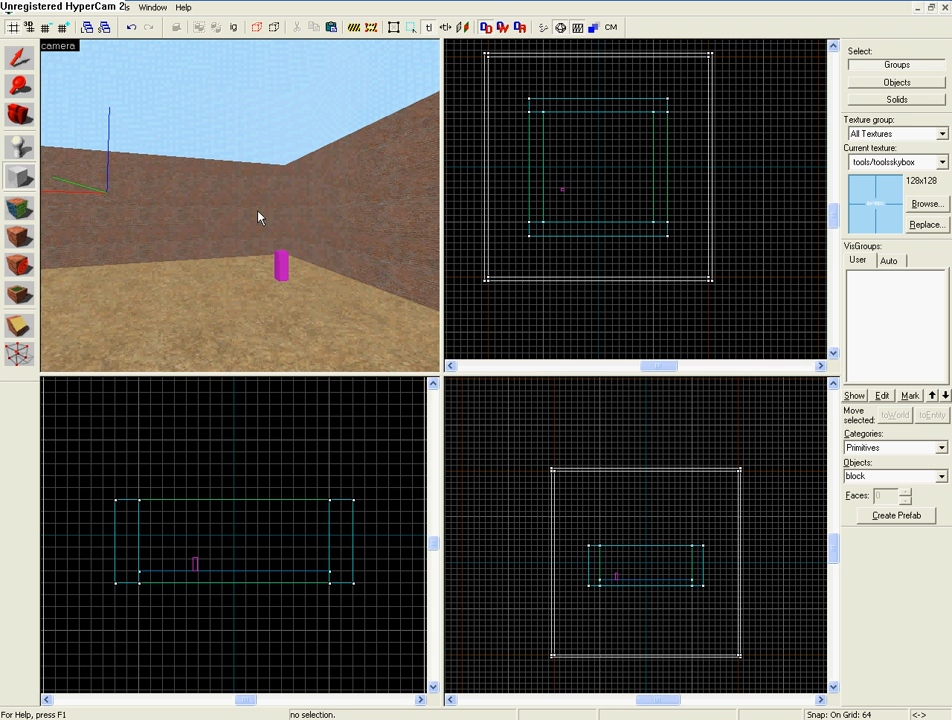 Unregistered HyperCam 2
s Window Help
camera
Select:
Groups
Objects
Solids
Texture group:
All Textures
Current texture:
tools/toolsskybox
128x128
Browse...
Replace...
VisGroups:
User Auto
Show Edit Mark
Move selected:
toWorld toEntity
Categories:
Primitives
Objects:
block
Faces: 0
Create Prefab
For Help, press F1 no selection. Snap: On Grid: 64 <->